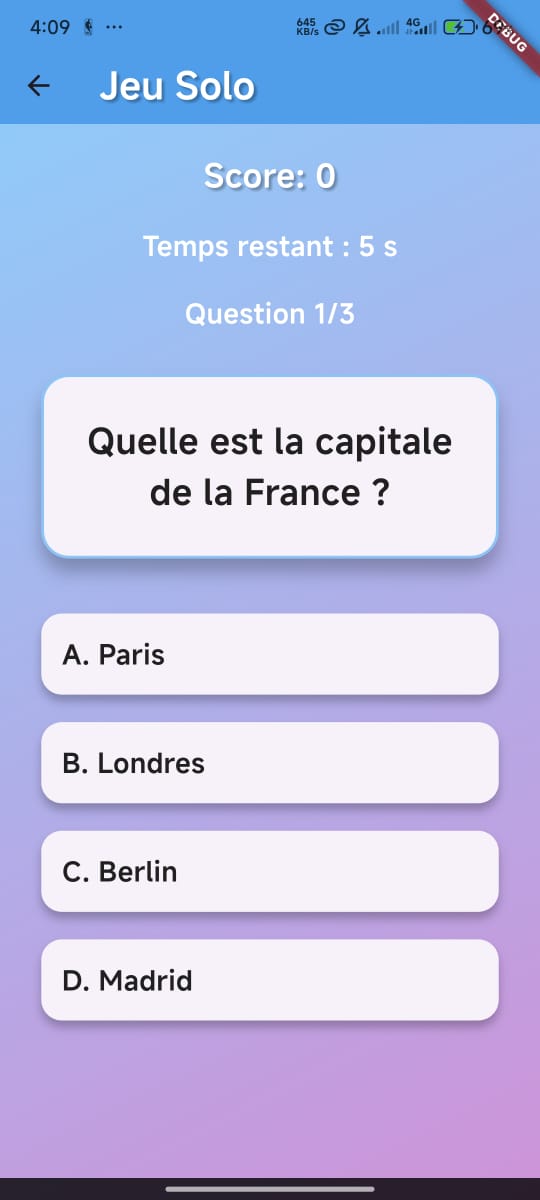 4:09 ...
645
KB/s
4G
DEBUG
Jeu Solo
Score: 0
Temps restant : 5 s
Question 1/3
Quelle est la capitale
de la France ?
A. Paris
B. Londres
C. Berlin
D. Madrid